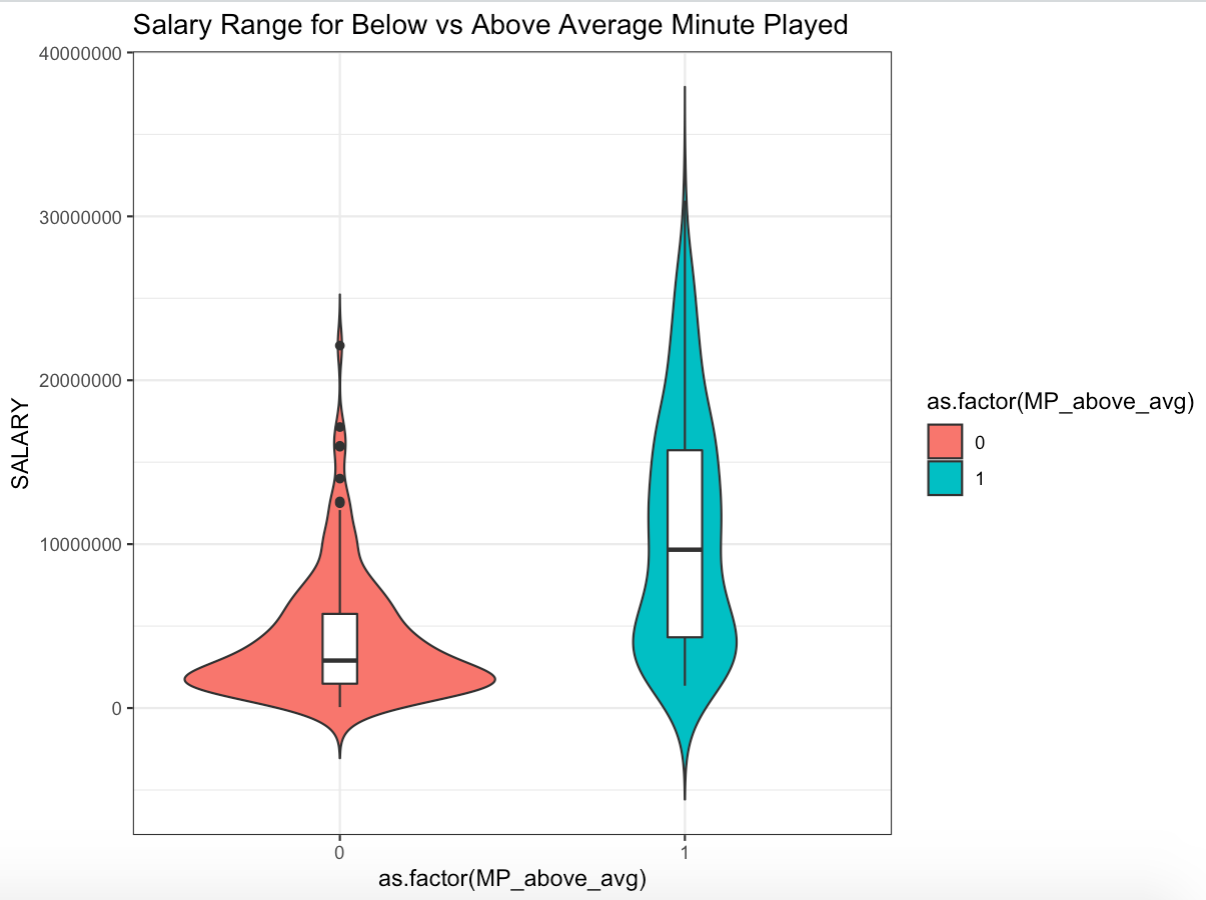 Salary Range for Below vs Above Average Minute Played
40000000
30000000
20000000
10000000
0
SALARY
0
1
as.factor(MP_above_avg)
as.factor(MP_above_avg)
0
1